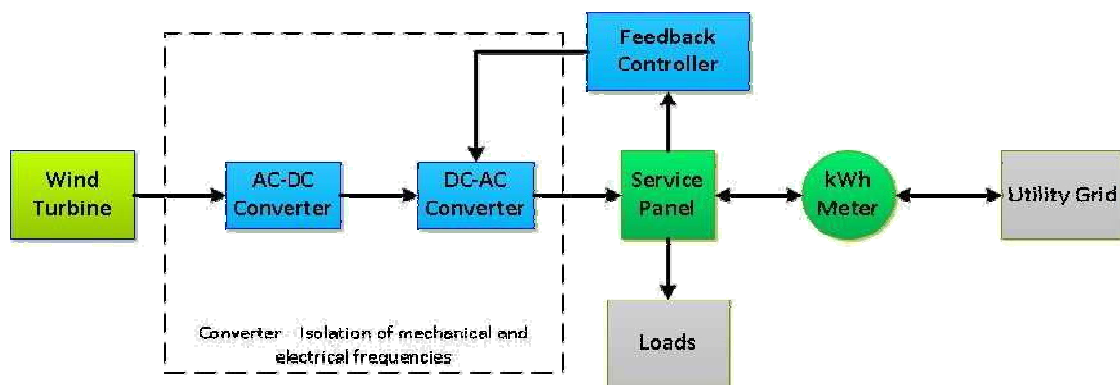 Feedback
Controller
Wind
Turbine
AC-DC
Converter
DC-AC
Converter
Service
Panel
kWh
Meter
Utility Grid
Converter Isolation of mechanical and
electrical frequencies
Loads